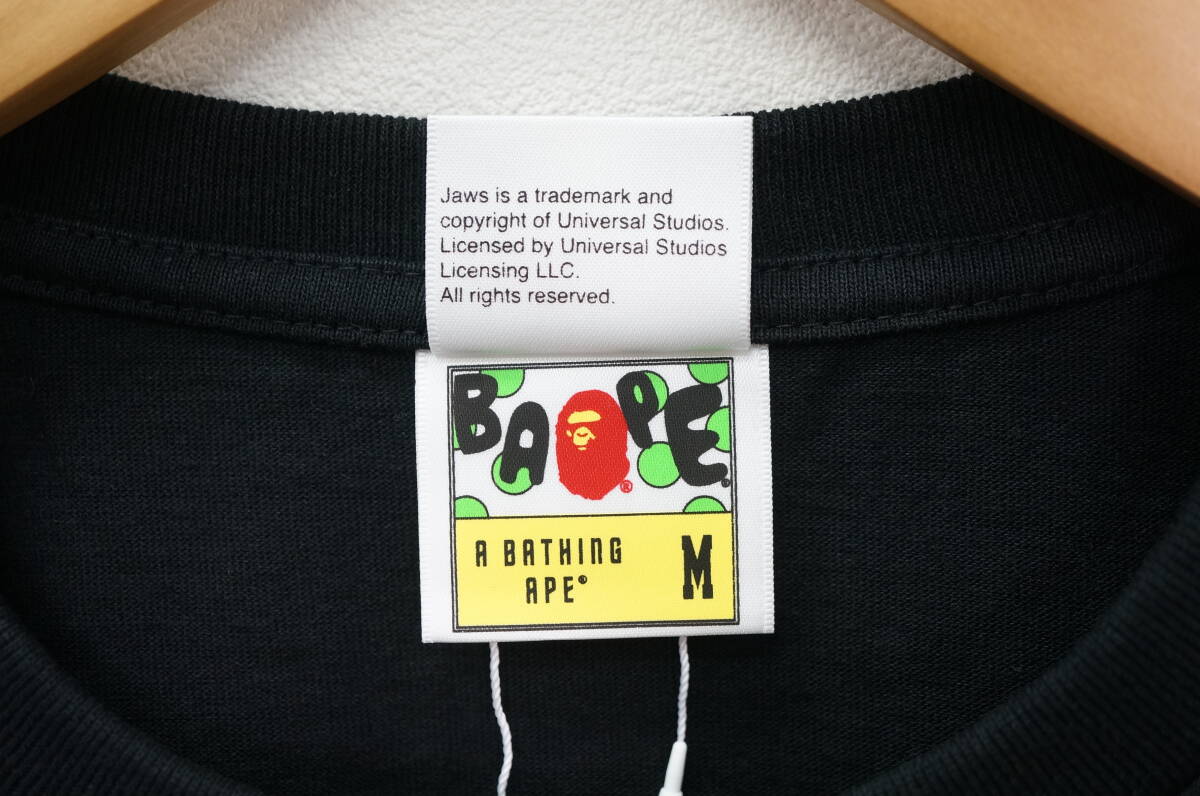 Jaws is a trademark and
copyright of Universal Studios.
Licensed by Universal Studios
Licensing LLC.
All rights reserved.
BAPE®
A BATHING
APE®
M